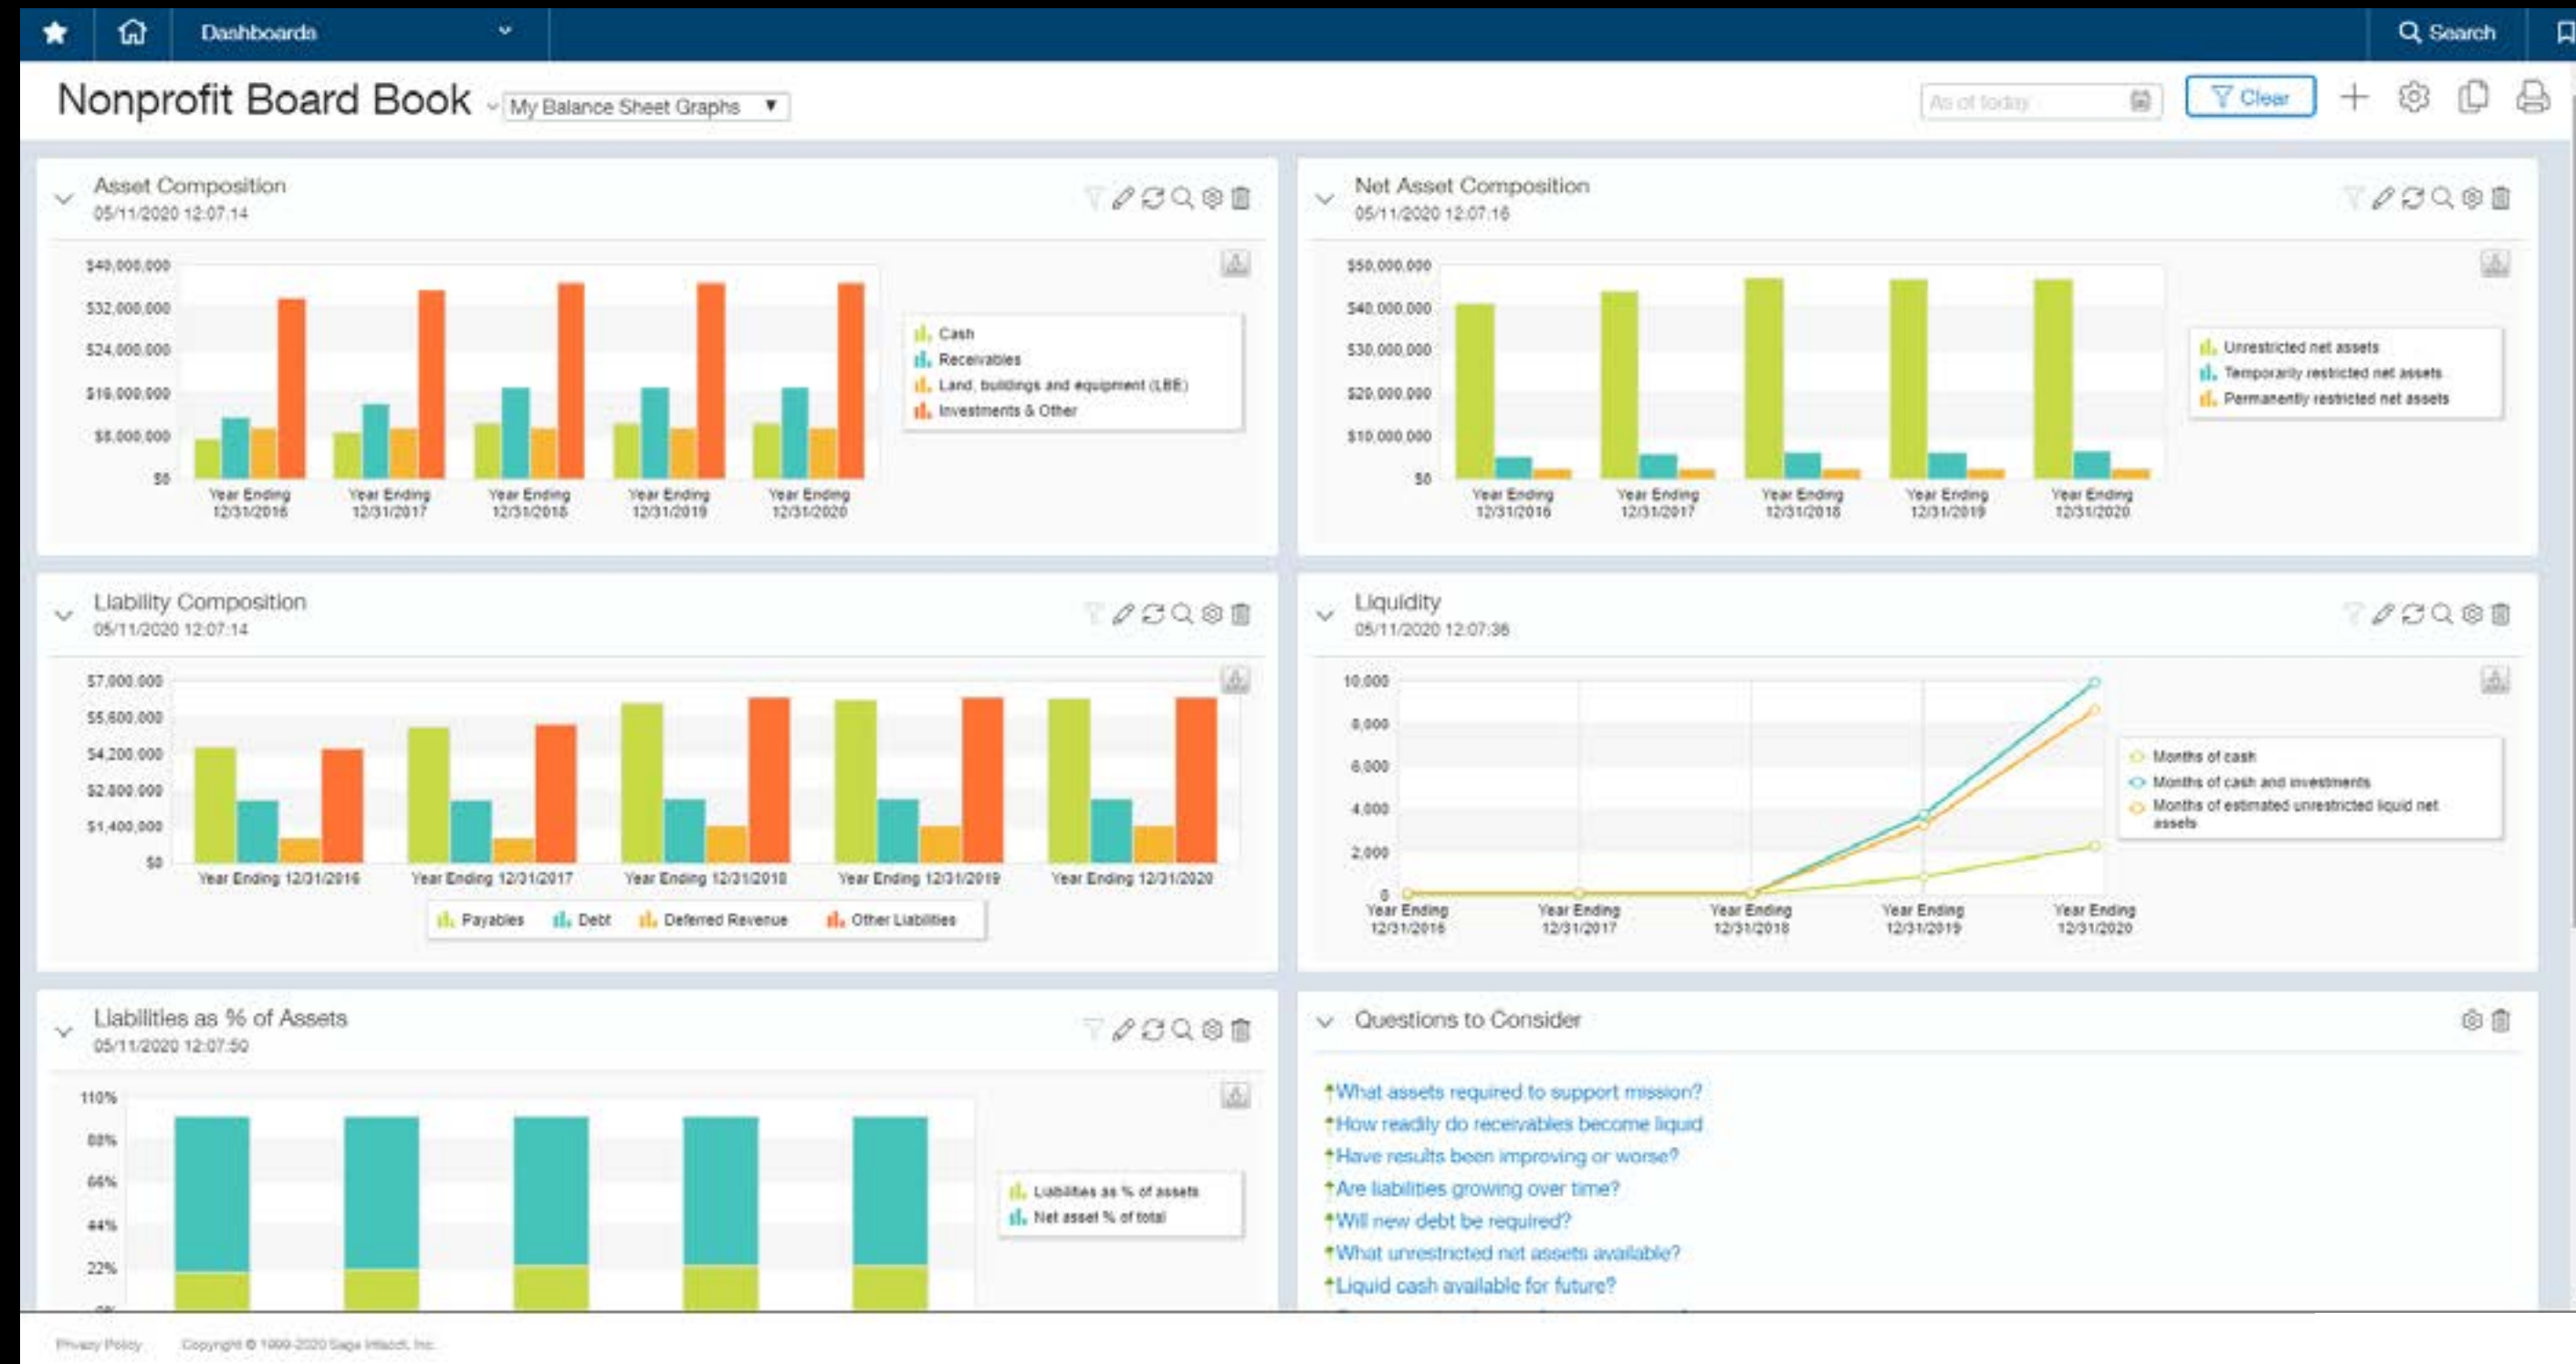 Dashboards
Search
Nonprofit Board Book
My Balance Sheet Graphs
As of today
Clear
Asset Composition
05/11/2020 12:07:14
$40,000,000
$32,000,000
$24,000,000
$16,000,000
$8,000,000
$0
Year Ending 12/31/2016
Year Ending 12/31/2017
Year Ending 12/31/2018
Year Ending 12/31/2019
Year Ending 12/31/2020
Cash
Receivables
Land, buildings and equipment (LBE)
Investments & Other
Net Asset Composition
05/11/2020 12:07:16
$50,000,000
$40,000,000
$30,000,000
$20,000,000
$10,000,000
$0
Year Ending 12/31/2016
Year Ending 12/31/2017
Year Ending 12/31/2018
Year Ending 12/31/2019
Year Ending 12/31/2020
Unrestricted net assets
Temporarily restricted net assets
Permanently restricted net assets
Liability Composition
05/11/2020 12:07:14
$7,000,000
$5,600,000
$4,200,000
$2,800,000
$1,400,000
$0
Year Ending 12/31/2016
Year Ending 12/31/2017
Year Ending 12/31/2018
Year Ending 12/31/2019
Year Ending 12/31/2020
Payables
Debt
Deferred Revenue
Other Liabilities
Liquidity
05/11/2020 12:07:36
10,000
8,000
6,000
4,000
2,000
0
Year Ending 12/31/2016
Year Ending 12/31/2017
Year Ending 12/31/2018
Year Ending 12/31/2019
Year Ending 12/31/2020
Months of cash
Months of cash and investments
Months of estimated unrestricted liquid net
assets
Liabilities as % of Assets
05/11/2020 12:07:50
110%
88%
66%
44%
22%
Liabilities as % of assets
Net asset % of total
Questions to Consider
What assets required to support mission?
How readily do receivables become liquid
Have results been improving or worse?
Are liabilities growing over time?
Will new debt be required?
What unrestricted net assets available?
Liquid cash available for future?
Privacy Policy
Copyright © 1999-2020 Sage Intacct, Inc.